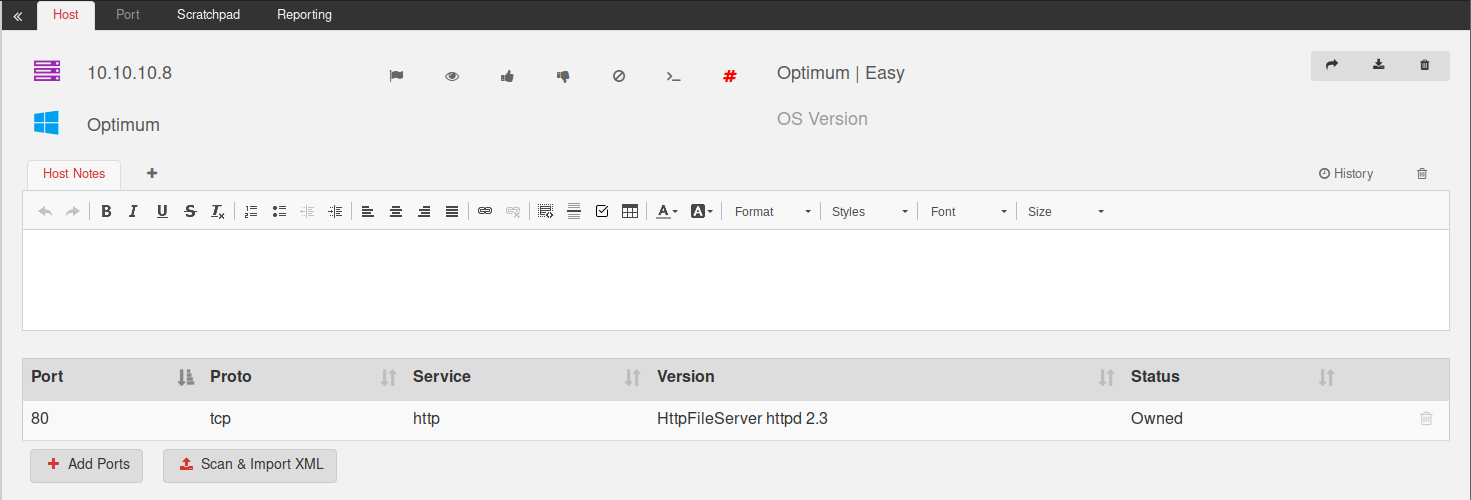 Host Port Scratchpad Reporting
10.10.10.8 # Optimum | Easy
Optimum OS Version
Host Notes History
B I U S Tx A A Format Styles Font Size
Port Proto Service Version Status
80 tcp http HttpFileServer httpd 2.3 Owned
Add Ports Scan & Import XML